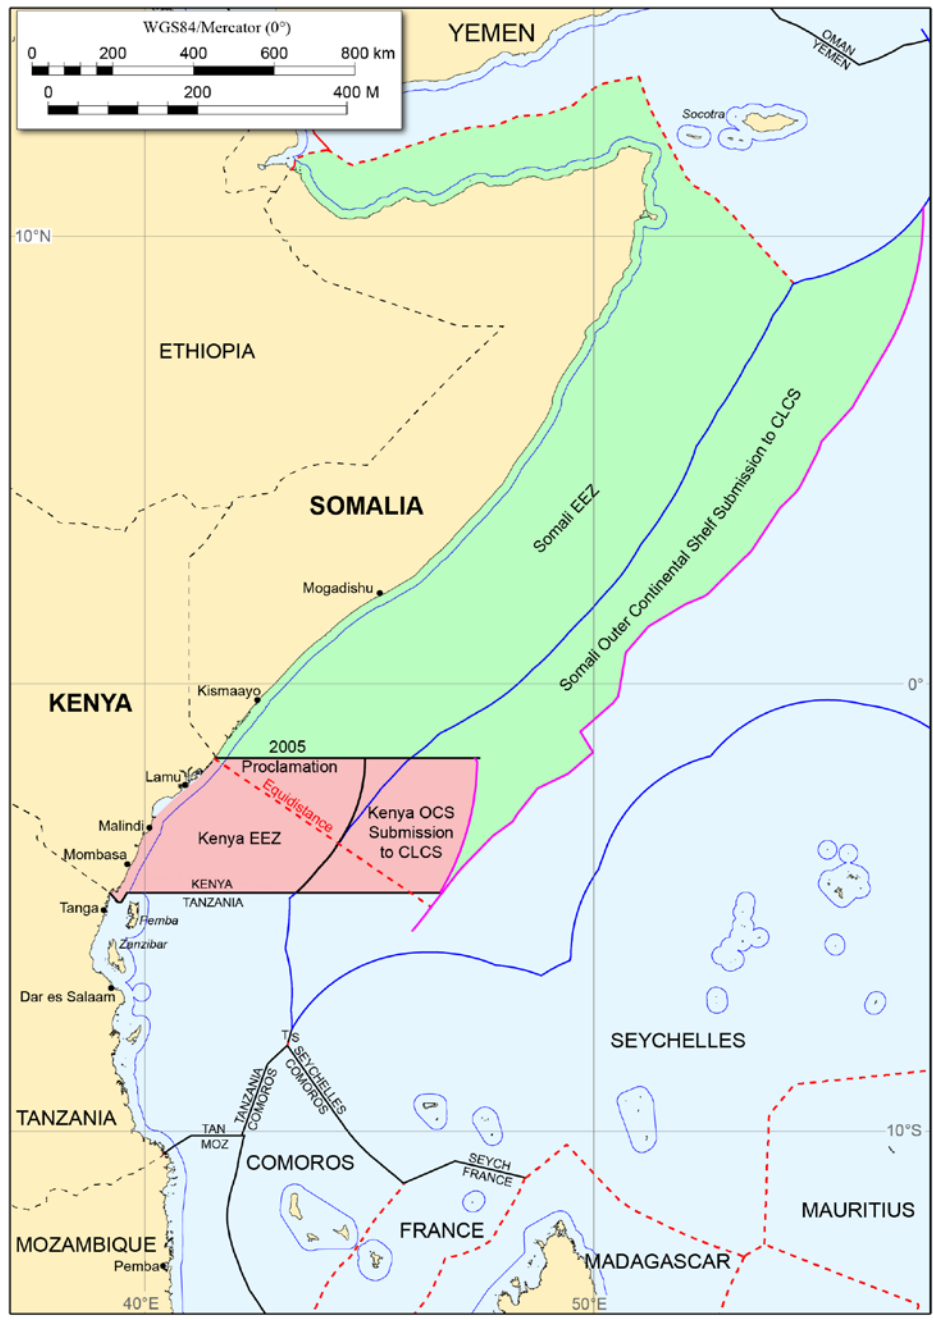 WGS84/Mercator (0°)
0 200 400 600 800 km
0 200 400 M
YEMEN
OMAN
YEMEN
Socotra
10°N
ETHIOPIA
SOMALIA
Somali EEZ
Somali Outer Continental Shelf Submission to CLCS
Mogadishu
Kismaayo
0°
KENYA
2005
Proclamation
Lamu
Equidistance
Kenya OCS
Submission
to CLCS
Malindi
Kenya EEZ
Mombasa
KENYA
TANZANIA
Tanga
Pemba
Zanzibar
Dar es Salaam
T/S
SEYCHELLES
SEYCHELLES
COMOROS
TANZANIA
COMOROS
TANZANIA
TAN
MOZ
10°S
COMOROS
SEYCH
FRANCE
MAURITIUS
FRANCE
MOZAMBIQUE
Pemba
MADAGASCAR
40°E
50°E